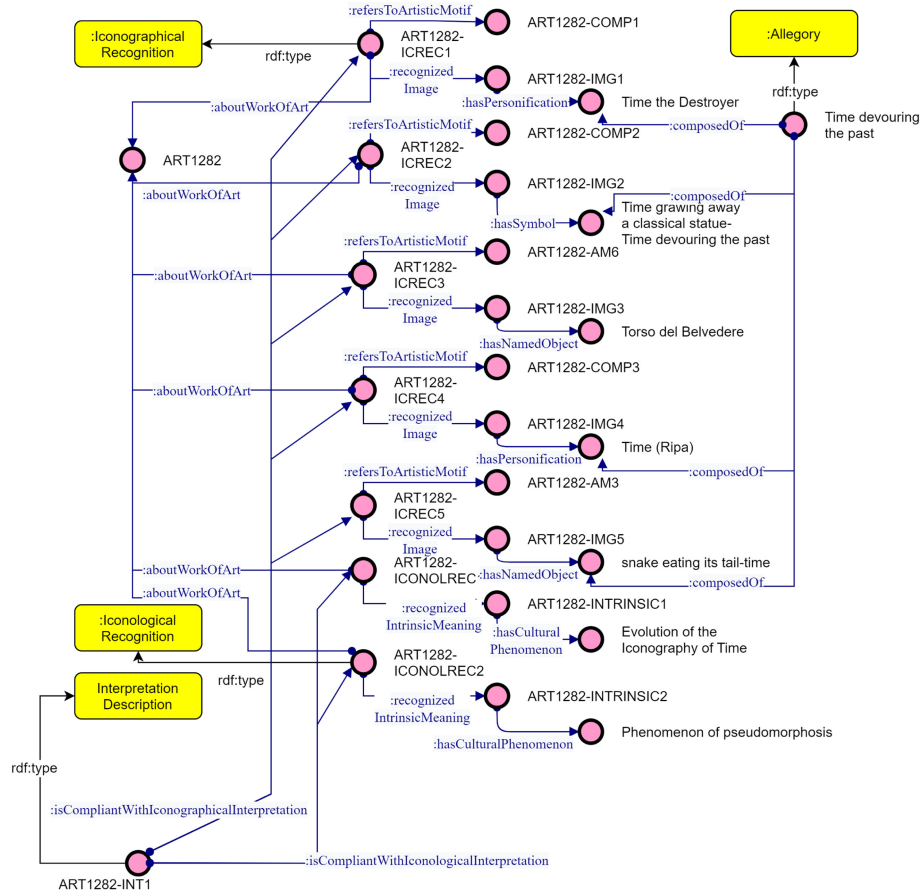 :refersToArtisticMotif
ART1282-COMP1
:Iconographical
Recognition
rdf:type
ART1282-
ICREC1
:Allegory
:recognized
Image
ART1282-IMG1
:aboutWorkOfArt
:hasPersonification
Time the Destroyer
rdf:type
:composedOf
Time devouring
the past
ART1282
:refersToArtisticMotif
ART1282-COMP2
ART1282-
ICREC2
:recognized
Image
ART1282-IMG2
:aboutWorkOfArt
:composedOf
:hasSymbol
Time grawing away
a classical statue-
Time devouring the past
:refersToArtisticMotif
ART1282-AM6
:aboutWorkOfArt
ART1282-
ICREC3
:recognized
Image
ART1282-IMG3
:hasNamedObject
Torso del Belvedere
:refersToArtisticMotif
ART1282-COMP3
:aboutWorkOfArt
ART1282-
ICREC4
:recognized
Image
ART1282-IMG4
:hasPersonification
Time (Ripa)
:composedOf
:refersToArtisticMotif
ART1282-AM3
ART1282-
ICREC5
:recognized
Image
ART1282-IMG5
:hasNamedObject
snake eating its tail-time
:composedOf
:aboutWorkOfArt
ART1282-
ICONOLREC
:aboutWorkOfArt
:recognized
IntrinsicMeaning
ART1282-INTRINSIC1
:hasCultural
Phenomenon
Evolution of the
Iconography of Time
:Iconological
Recognition
rdf:type
ART1282-
ICONOLREC2
:recognized
IntrinsicMeaning
ART1282-INTRINSIC2
:hasCulturalPhenomenon
Phenomenon of pseudomorphosis
Interpretation
Description
rdf:type
:isCompliantWithIconographicalInterpretation
:isCompliantWithIconologicalInterpretation
ART1282-INT1